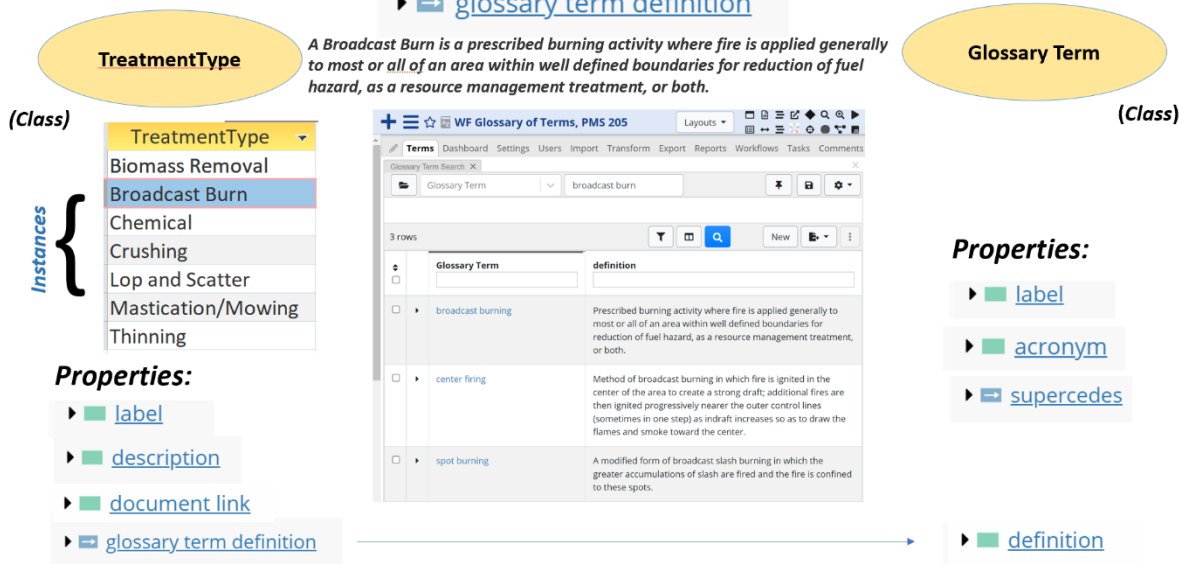 glossary term definition
TreatmentType
A Broadcast Burn is a prescribed burning activity where fire is applied generally
to most or all of an area within well defined boundaries for reduction of fuel
hazard, as a resource management treatment, or both.
Glossary Term
(Class)
(Class)
TreatmentType
Biomass Removal
Broadcast Burn
Chemical
Crushing
Lop and Scatter
Mastication/Mowing
Thinning
Instances
{
WF Glossary of Terms, PMS 205
Layouts
Terms Dashboard Settings Users Import Transform Export Reports Workflows Tasks Comments
Glossary Term Search X
Glossary Term
broadcast burn
3 rows
New
Glossary Term
definition
broadcast burning
Prescribed burning activity where fire is applied generally to
most or all of an area within well defined boundaries for
reduction of fuel hazard, as a resource management treatment,
or both.
center firing
Method of broadcast burning in which fire is ignited in the
center of the area to create a strong draft; additional fires are
then ignited progressively nearer the outer control lines
(sometimes in one step) as indraft increases so as to draw the
flames and smoke toward the center.
spot burning
A modified form of broadcast slash burning in which the
greater accumulations of slash are fired and the fire is confined
to these spots.
Properties:
label
description
document link
glossary term definition
Properties:
label
acronym
supercedes
definition